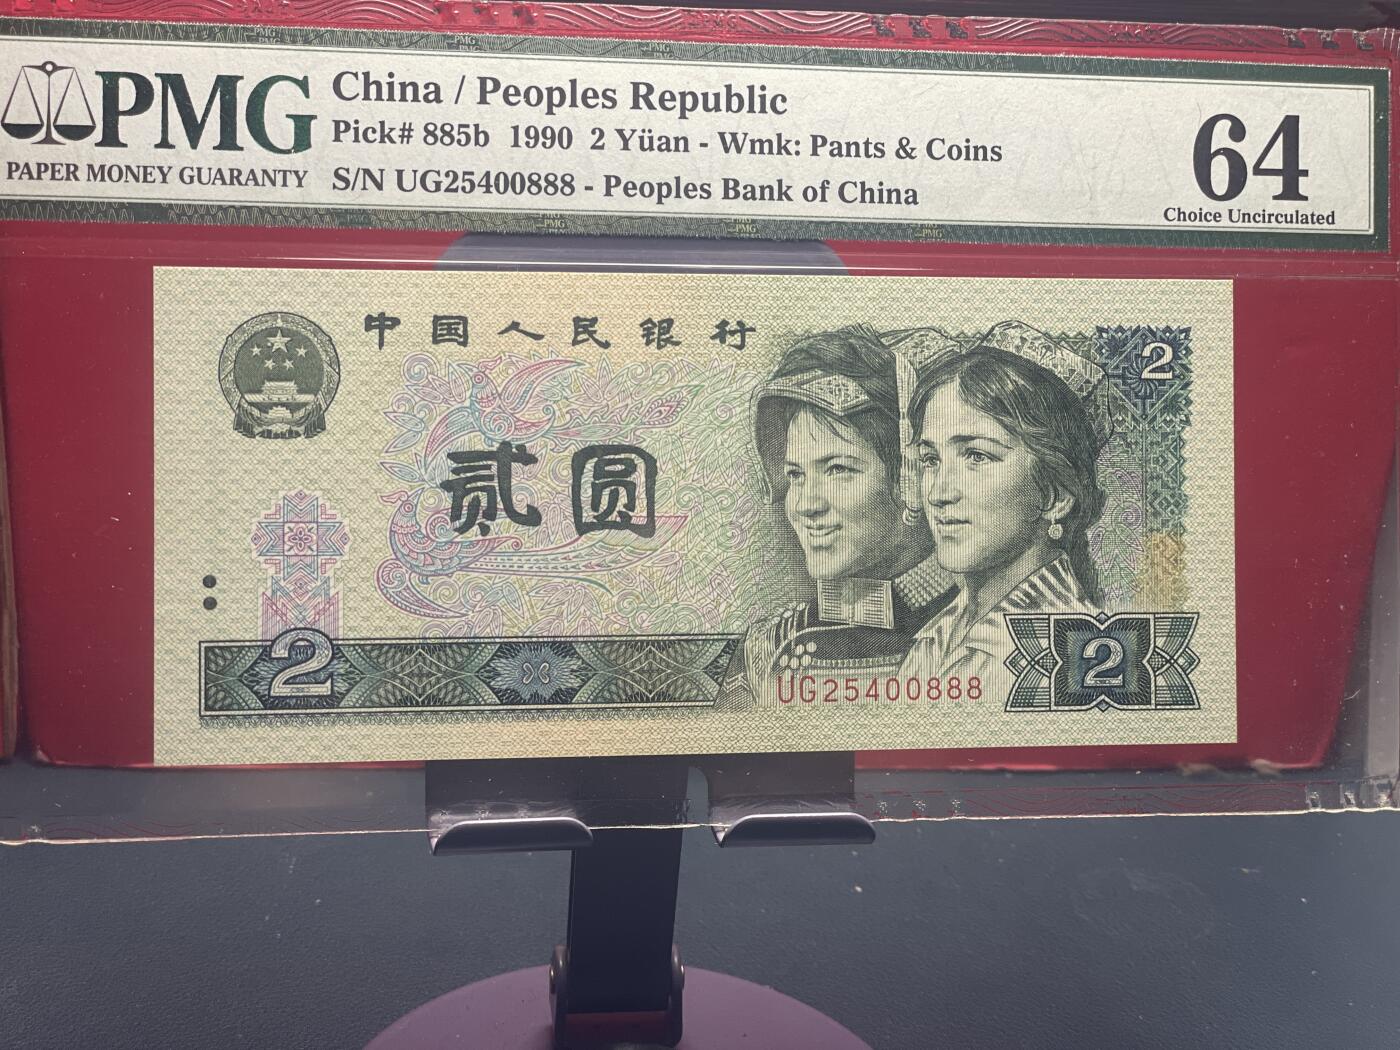 PMG
PAPER MONEY GUARANTY
China / Peoples Republic
Pick# 885b 1990 2 Yüan - Wmk: Pants & Coins
S/N UG25400888 - Peoples Bank of China
64
Choice Uncirculated
中国人民银行
2
贰圆
2
UG25400888
2